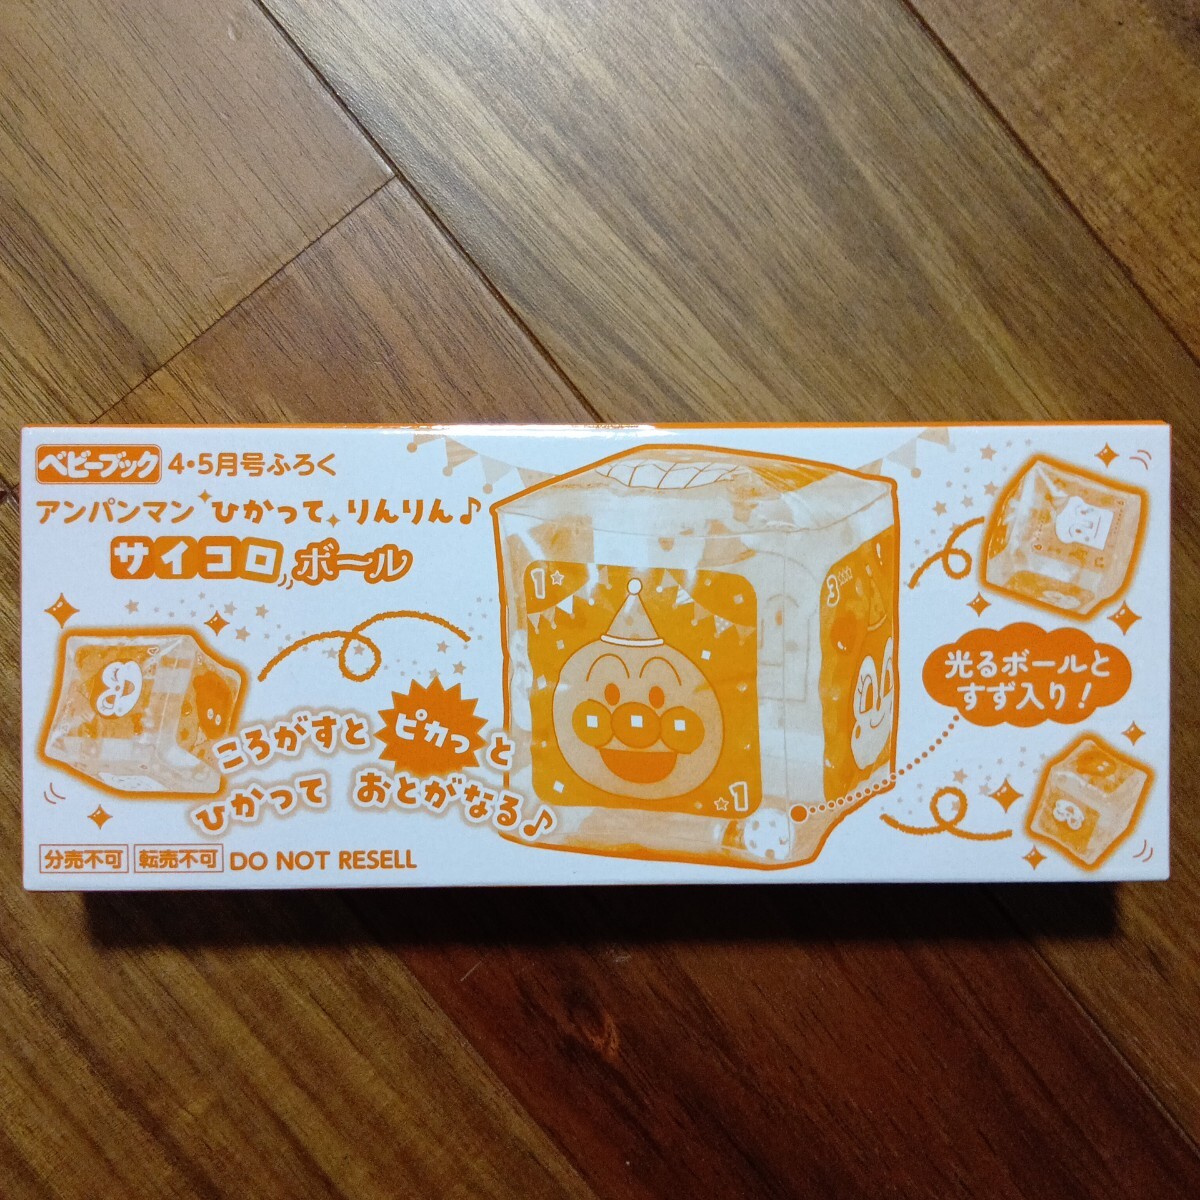 ベビーブック 4・5月号ふろく
アンパンマン ひかって りんりん♪
サイコロボール
1☆
3
☆1
光るボールと
すず入り!
ころがすと ピカっと
ひかって おとがなる♪
分売不可 転売不可 DO NOT RESELL